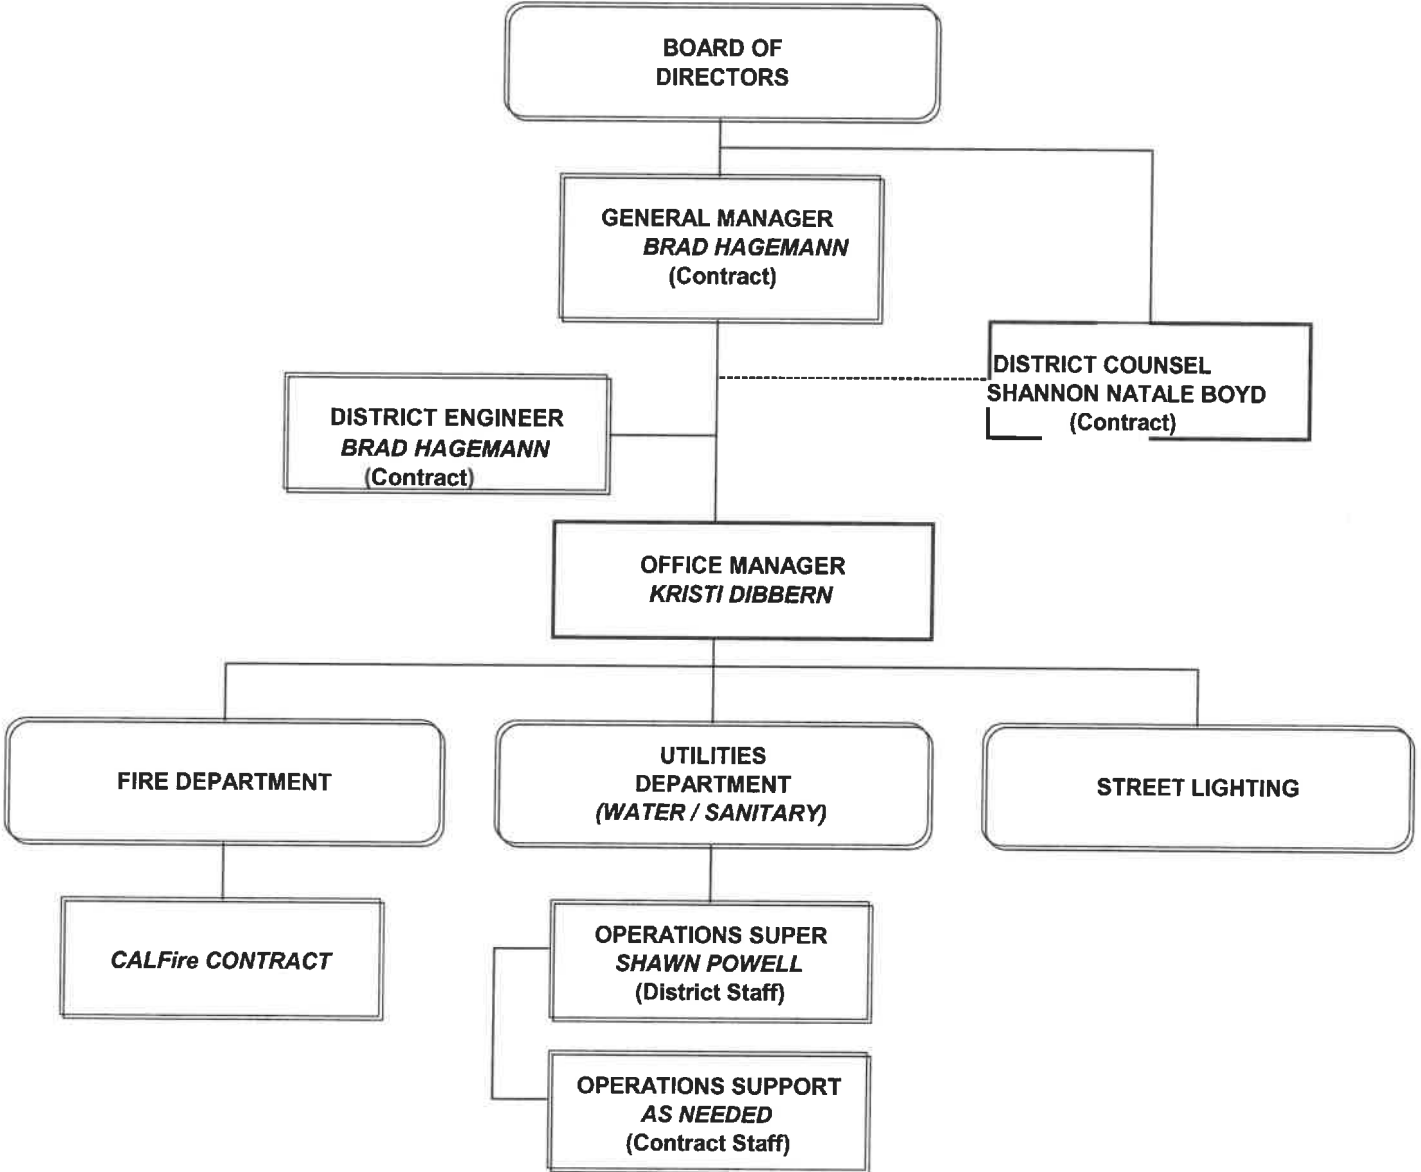 BOARD OF
DIRECTORS
GENERAL MANAGER
BRAD HAGEMANN
(Contract)
DISTRICT COUNSEL
SHANNON NATALE BOYD
(Contract)
DISTRICT ENGINEER
BRAD HAGEMANN
(Contract)
OFFICE MANAGER
KRISTI DIBBERN
FIRE DEPARTMENT
UTILITIES
DEPARTMENT
(WATER / SANITARY)
STREET LIGHTING
CALFire CONTRACT
OPERATIONS SUPER
SHAWN POWELL
(District Staff)
OPERATIONS SUPPORT
AS NEEDED
(Contract Staff)